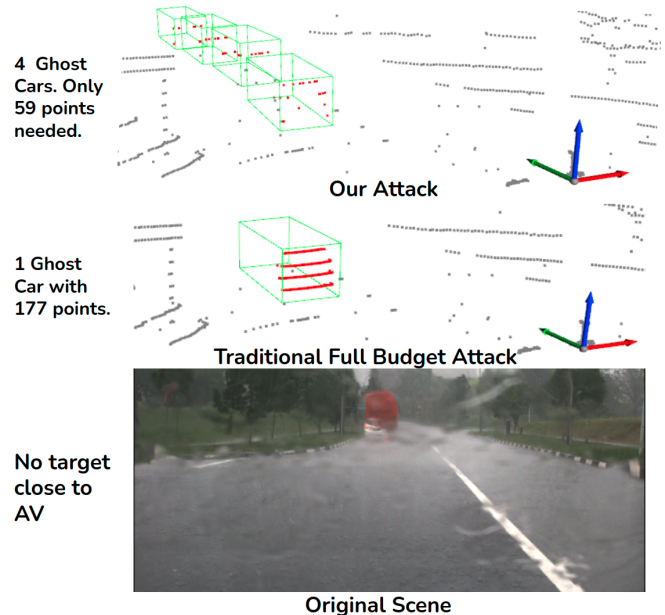 4 Ghost
Cars. Only
59 points
needed.
Our Attack
1 Ghost
Car with
177 points.
Traditional Full Budget Attack
No target
close to
AV
Original Scene